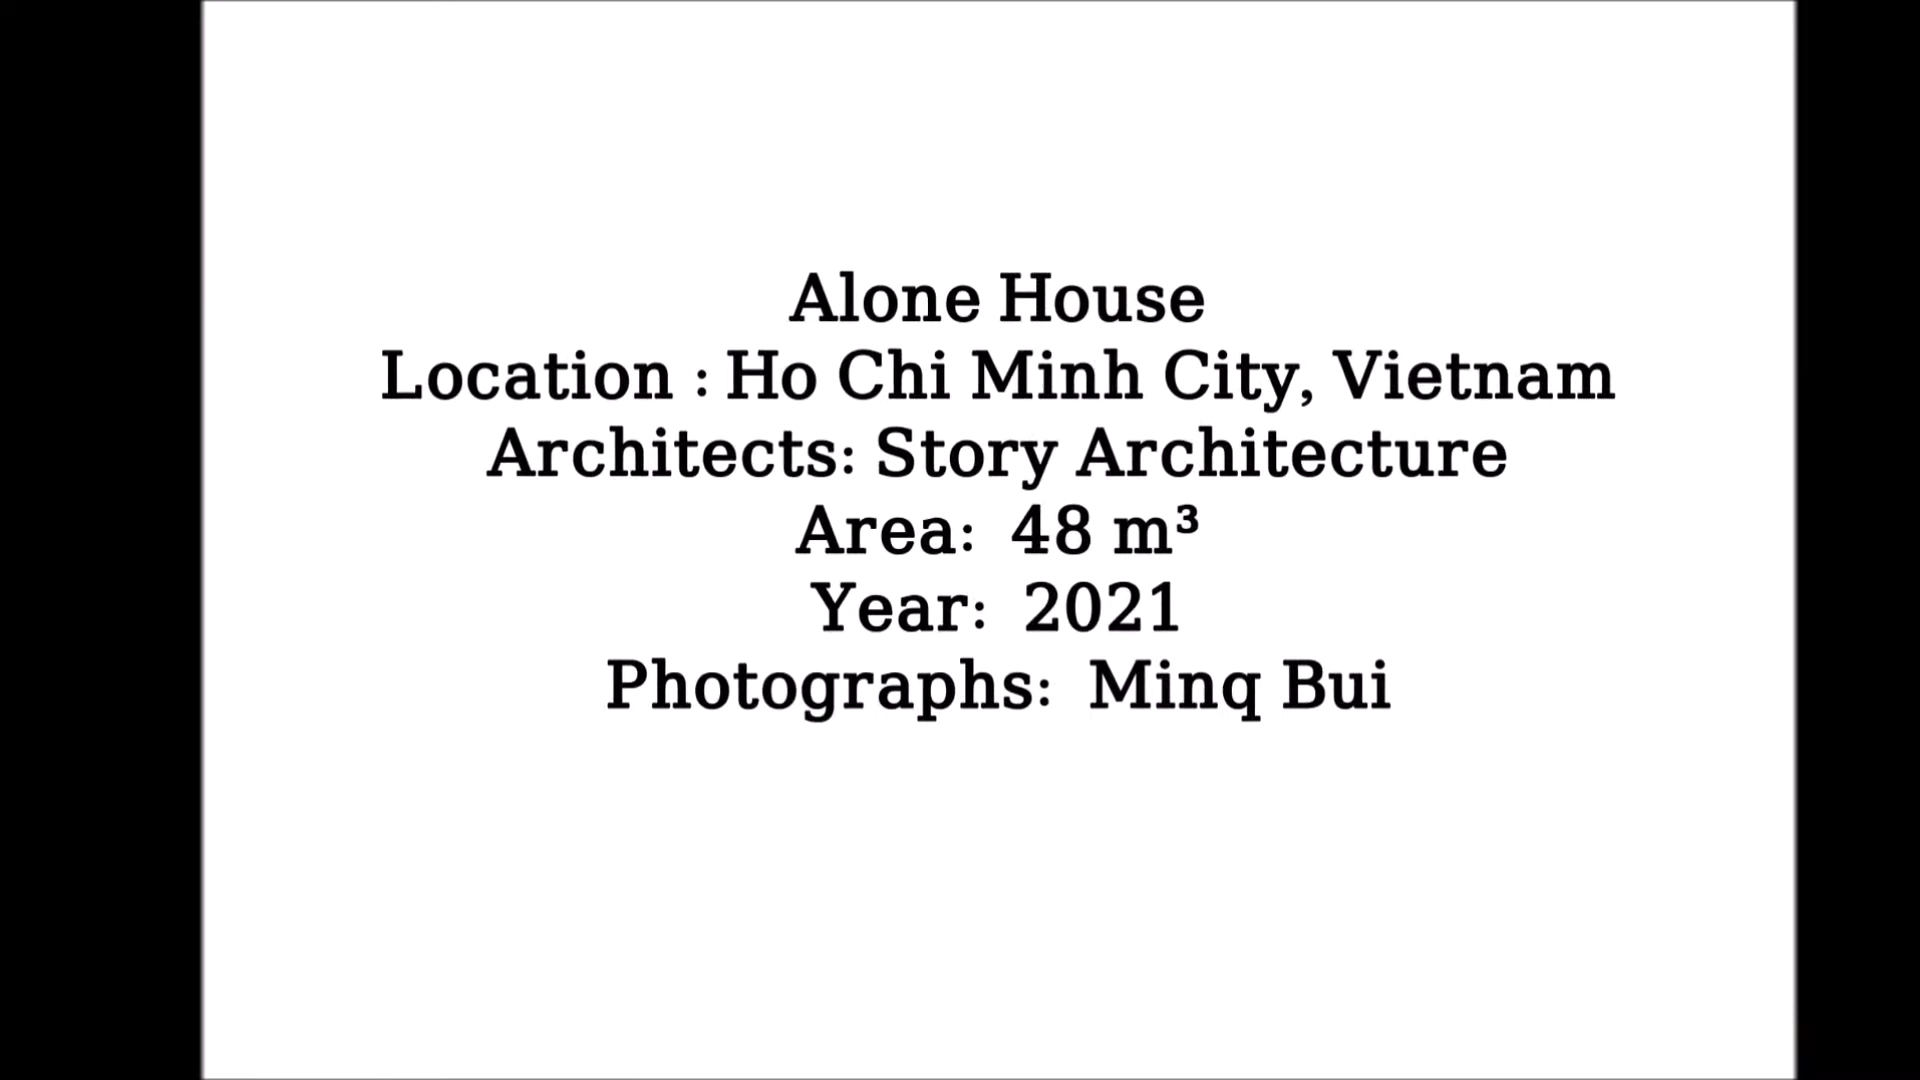 Alone House
Location : Ho Chi Minh City, Vietnam
Architects: Story Architecture
Area: 48 m³
Year: 2021
Photographs: Minq Bui